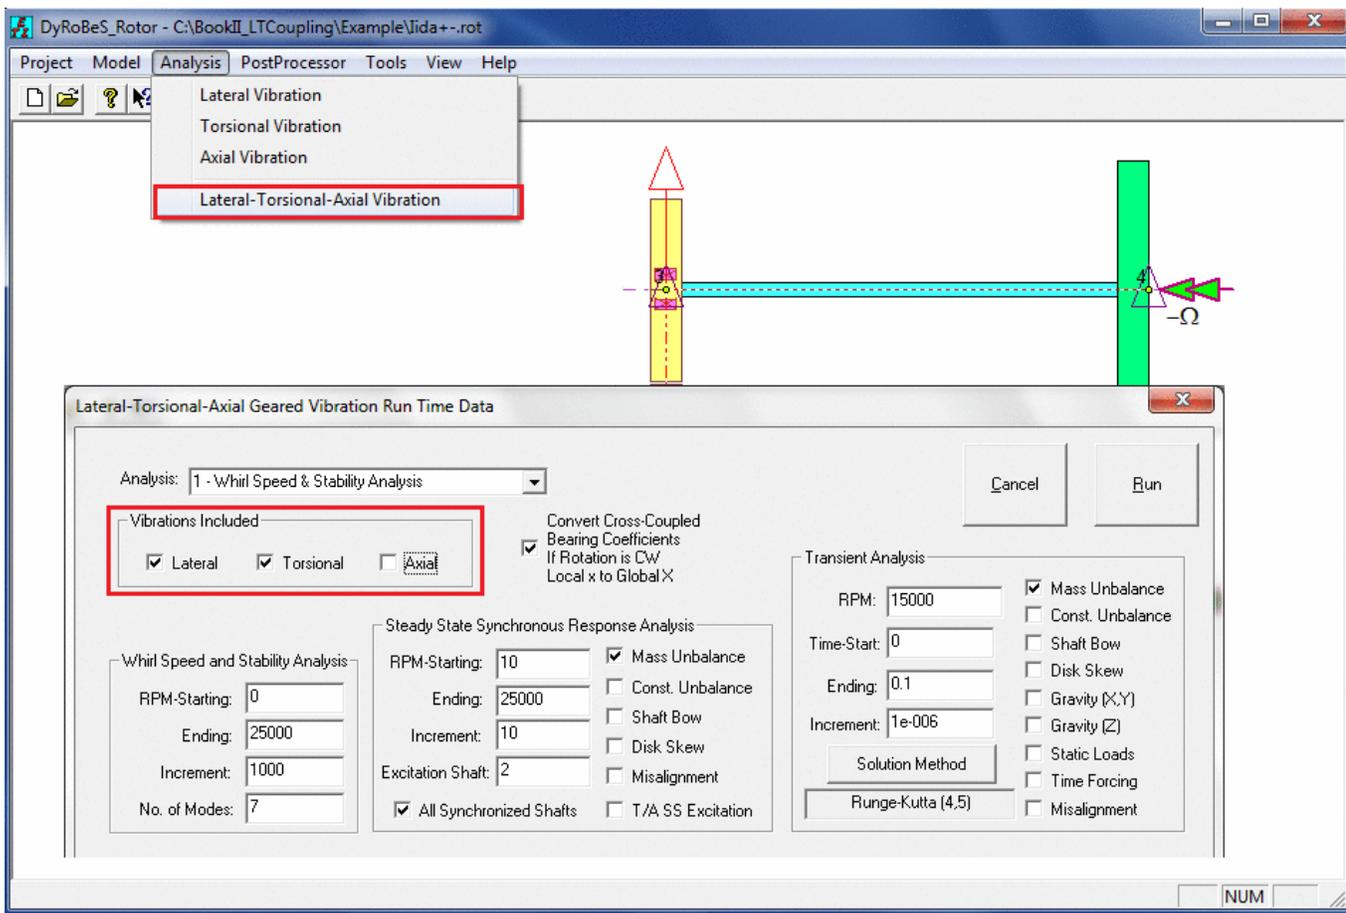 DyRoBeS_Rotor - C:\BookII_LTCoupling\Example\Iida+-.rot
Project Model Analysis PostProcessor Tools View Help
Lateral Vibration
Torsional Vibration
Axial Vibration
Lateral-Torsional-Axial Vibration
4
-Ω
Lateral-Torsional-Axial Geared Vibration Run Time Data
Analysis: 1 - Whirl Speed & Stability Analysis
Cancel
Run
Vibrations Included
Lateral Torsional Axial
Convert Cross-Coupled
Bearing Coefficients
If Rotation is CW
Local x to Global X
Whirl Speed and Stability Analysis
RPM-Starting: 0
Ending: 25000
Increment: 1000
No. of Modes: 7
Steady State Synchronous Response Analysis
RPM-Starting: 10
Ending: 25000
Increment: 10
Excitation Shaft: 2
All Synchronized Shafts
Mass Unbalance
Const. Unbalance
Shaft Bow
Disk Skew
Misalignment
T/A SS Excitation
Transient Analysis
RPM: 15000
Time-Start: 0
Ending: 0.1
Increment: 1e-006
Solution Method
Runge-Kutta (4,5)
Mass Unbalance
Const. Unbalance
Shaft Bow
Disk Skew
Gravity (X,Y)
Gravity (Z)
Static Loads
Time Forcing
Misalignment
NUM